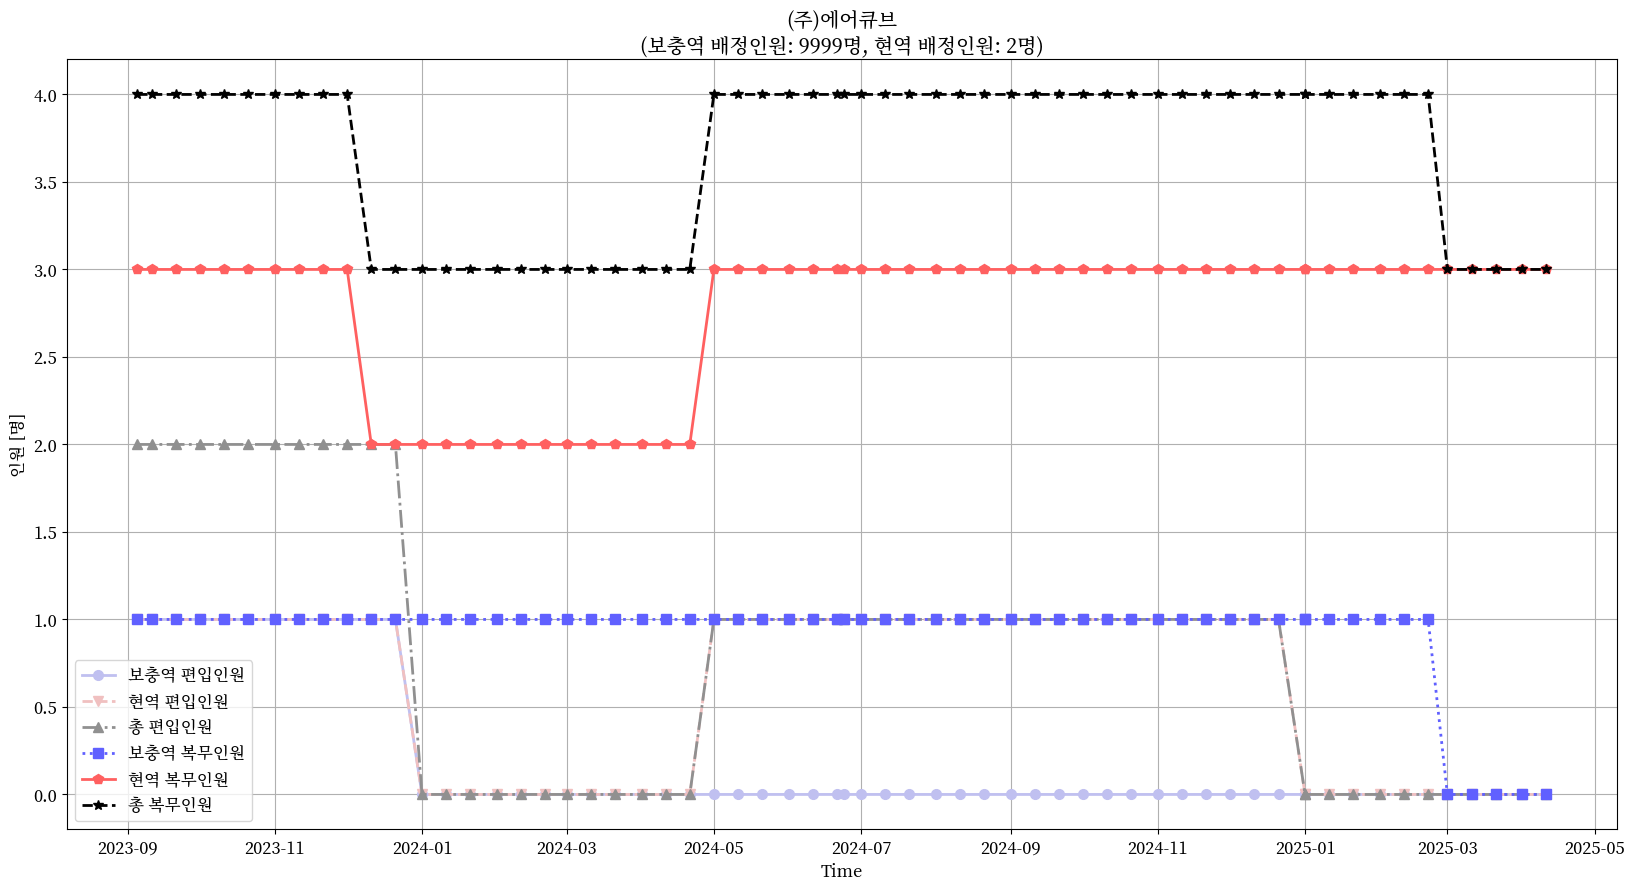 (주)에어큐브
(보충역 배정인원: 9999명, 현역 배정인원: 2명)
4.0
3.5
3.0
2.5
2.0
1.5
1.0
0.5
0.0
인원 [명]
보충역 편입인원
현역 편입인원
총 편입인원
보충역 복무인원
현역 복무인원
총 복무인원
2023-09
2023-11
2024-01
2024-03
2024-05
2024-07
2024-09
2024-11
2025-01
2025-03
2025-05
Time